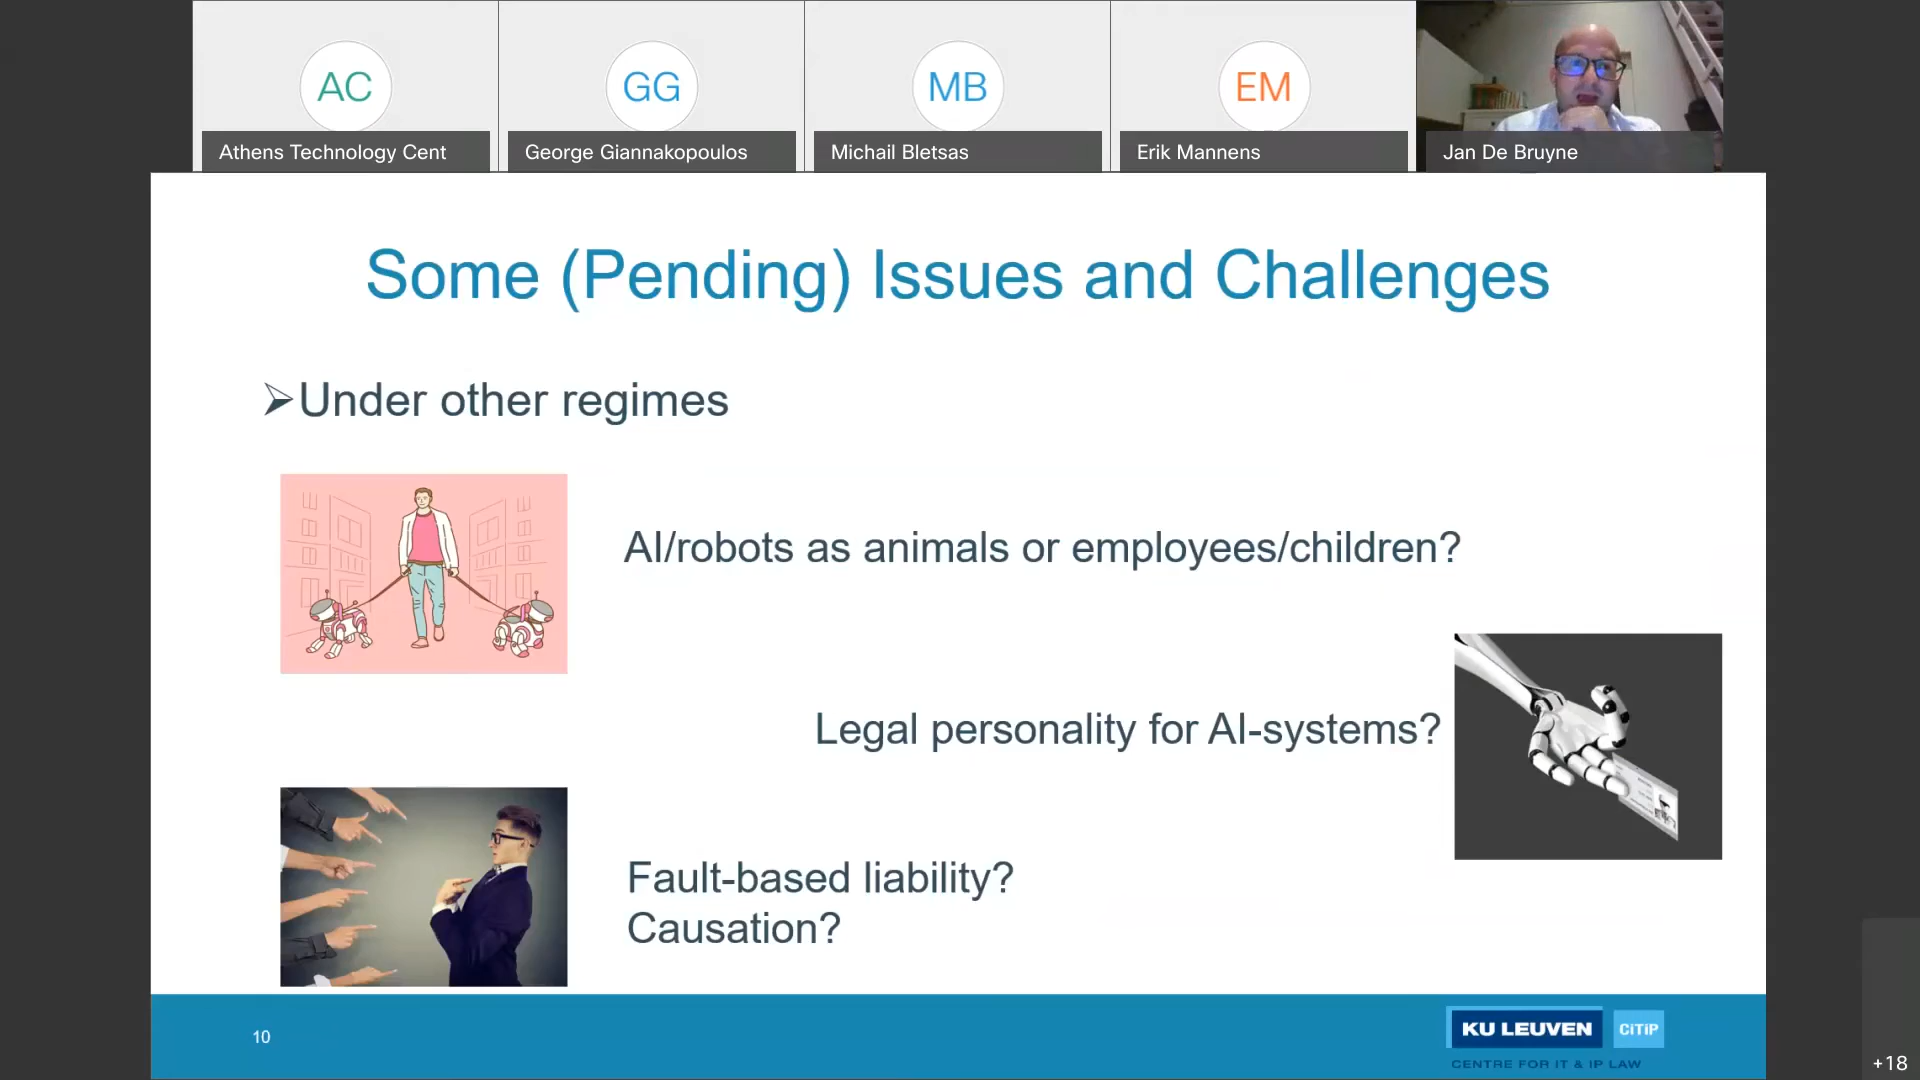 AC
GG
MB
EM
Athens Technology Cent
George Giannakopoulos
Michail Bletsas
Erik Mannens
Jan De Bruyne
Some (Pending) Issues and Challenges
➢Under other regimes
AI/robots as animals or employees/children?
Legal personality for AI-systems?
Fault-based liability?
Causation?
10
KU LEUVEN
CiTiP
CENTRE FOR IT & IP LAW
+18